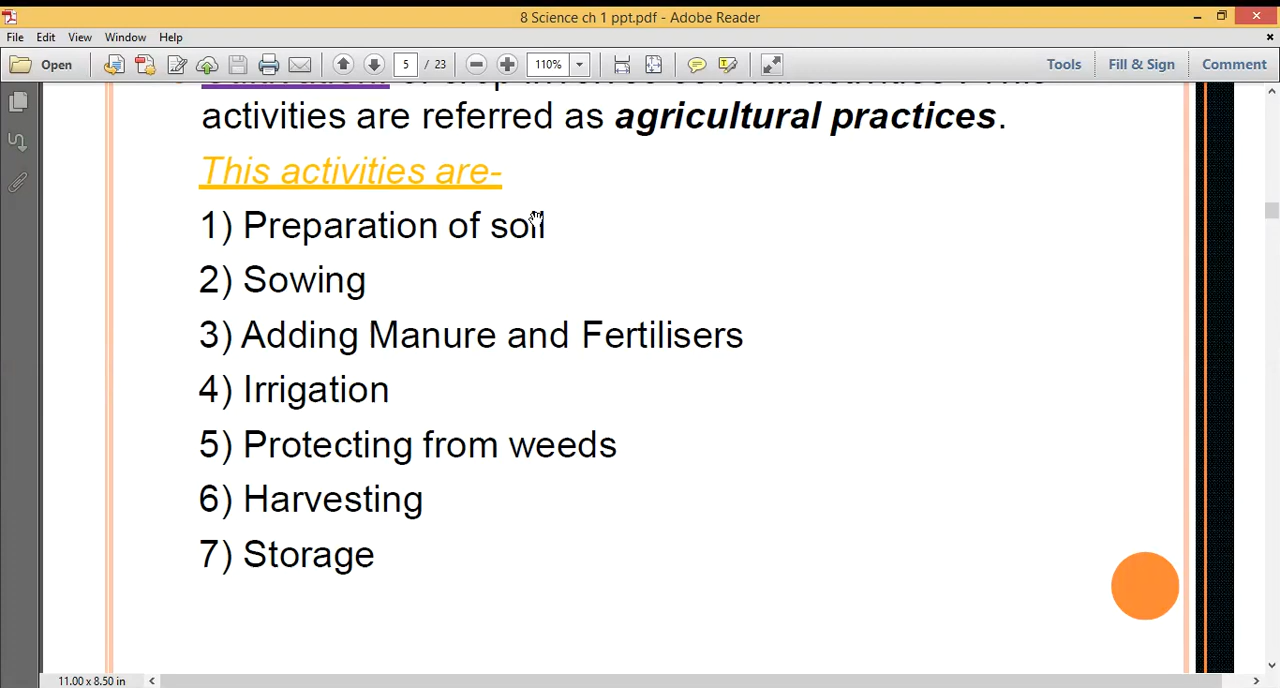 8 Science ch 1 ppt.pdf - Adobe Reader
File Edit View Window Help
Open 5 / 23 110% Tools Fill & Sign Comment
activities are referred as agricultural practices.
This activities are-
1) Preparation of soil
2) Sowing
3) Adding Manure and Fertilisers
4) Irrigation
5) Protecting from weeds
6) Harvesting
7) Storage
11.00 x 8.50 in